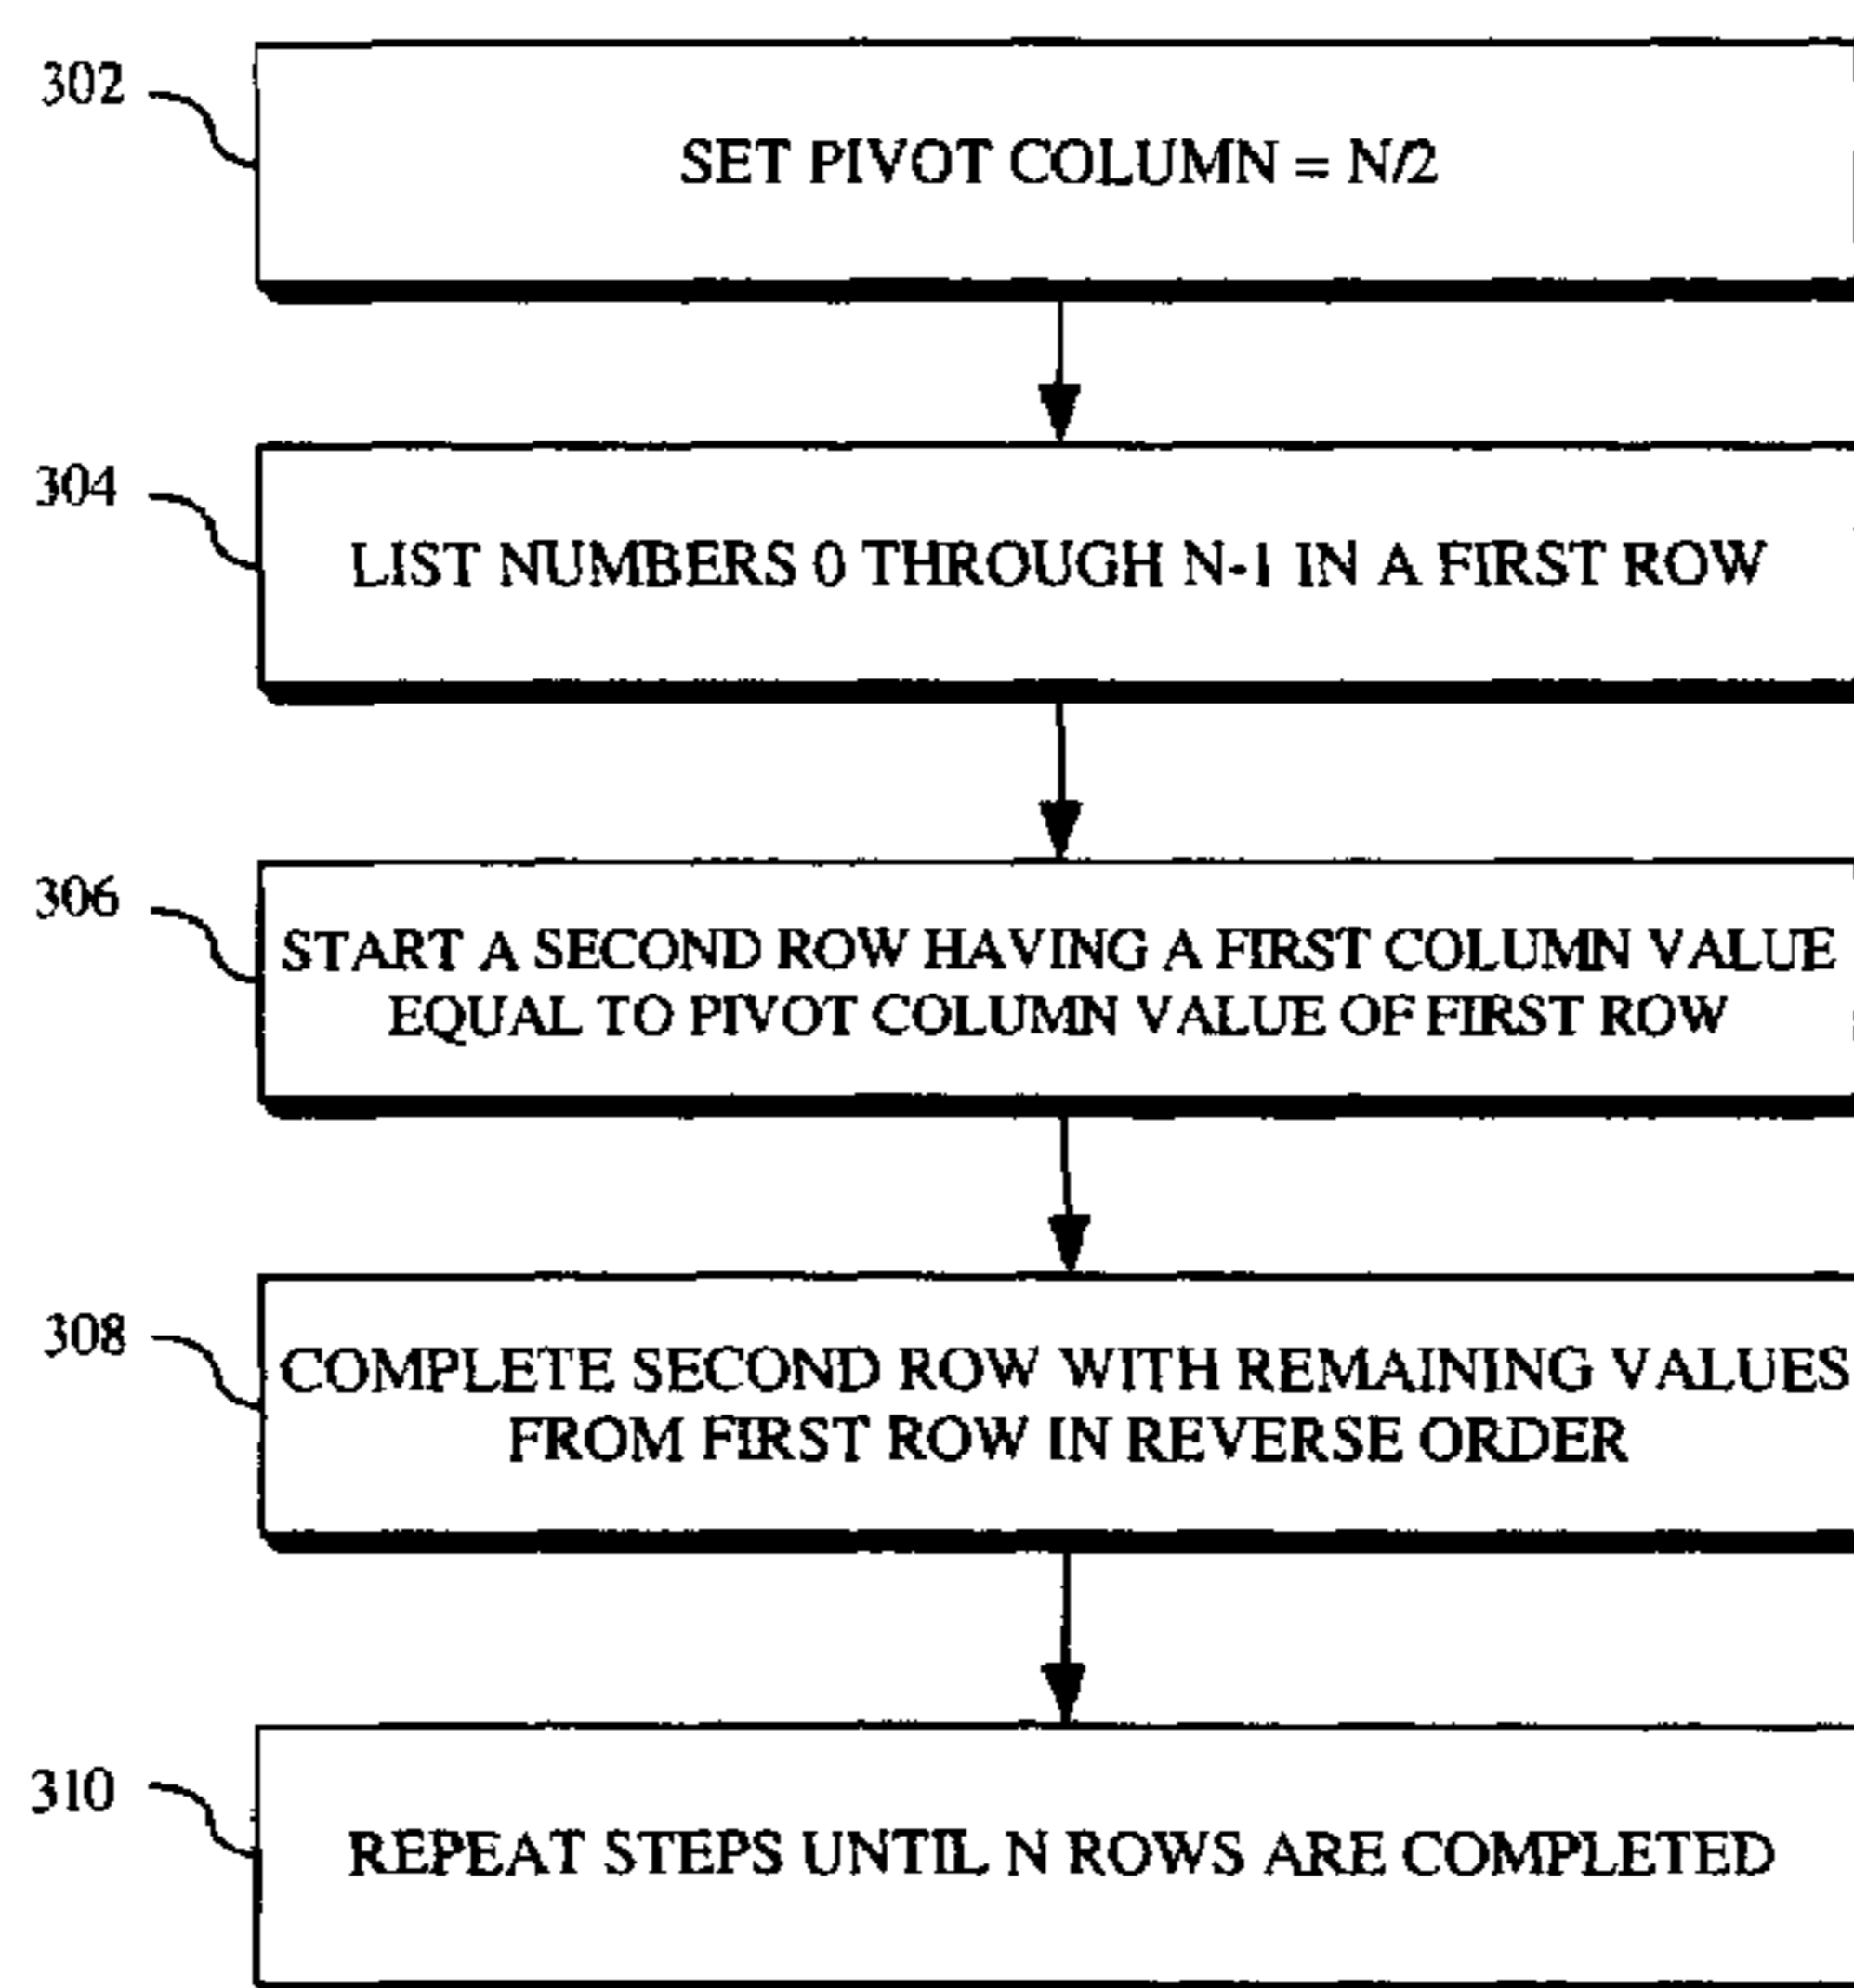 302
SET PIVOT COLUMN = N/2
304
LIST NUMBERS 0 THROUGH N-1 IN A FIRST ROW
306
START A SECOND ROW HAVING A FIRST COLUMN VALUE
EQUAL TO PIVOT COLUMN VALUE OF FIRST ROW
308
COMPLETE SECOND ROW WITH REMAINING VALUES
FROM FIRST ROW IN REVERSE ORDER
310
REPEAT STEPS UNTIL N ROWS ARE COMPLETED